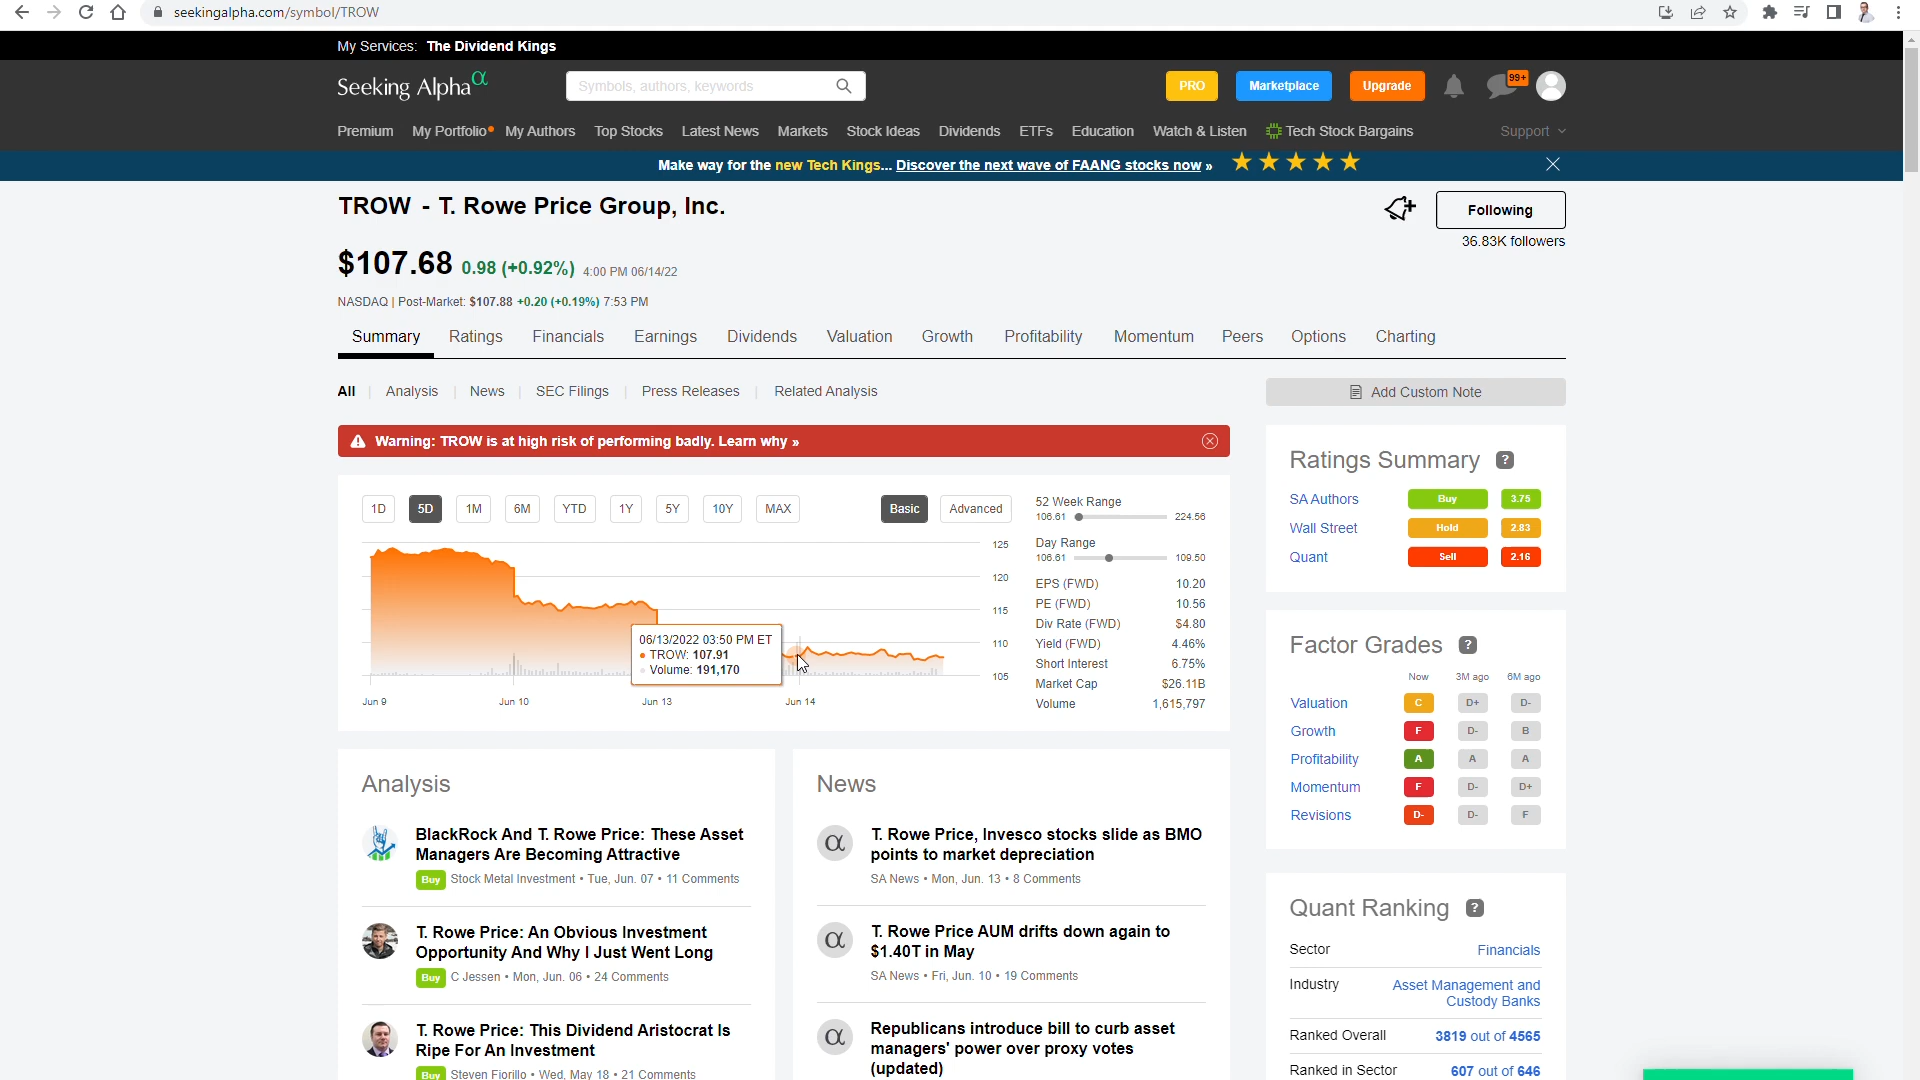 seekingalpha.com/symbol/TROW
My Services: The Dividend Kings
Seeking Alpha α
Symbols, authors, keywords
PRO
Marketplace
Upgrade
99+
Premium My Portfolio My Authors Top Stocks Latest News Markets Stock Ideas Dividends ETFs Education Watch & Listen Tech Stock Bargains Support
Make way for the new Tech Kings... Discover the next wave of FAANG stocks now »
TROW - T. Rowe Price Group, Inc.
Following
36.83K followers
$107.68 0.98 (+0.92%) 4:00 PM 06/14/22
NASDAQ | Post-Market: $107.88 +0.20 (+0.19%) 7:53 PM
Summary Ratings Financials Earnings Dividends Valuation Growth Profitability Momentum Peers Options Charting
All | Analysis | News | SEC Filings | Press Releases | Related Analysis
Add Custom Note
Warning: TROW is at high risk of performing badly. Learn why »
1D 5D 1M 6M YTD 1Y 5Y 10Y MAX
Basic Advanced
125
120
115
110
105
06/13/2022 03:50 PM ET
TROW: 107.91
Volume: 191,170
Jun 9 Jun 10 Jun 13 Jun 14
52 Week Range
106.61 224.56
Day Range
106.61 109.50
EPS (FWD) 10.20
PE (FWD) 10.56
Div Rate (FWD) $4.80
Yield (FWD) 4.46%
Short Interest 6.75%
Market Cap $26.11B
Volume 1,615,797
Ratings Summary ?
SA Authors Buy 3.75
Wall Street Hold 2.83
Quant Sell 2.16
Factor Grades ?
Now 3M ago 6M ago
Valuation C D+ D-
Growth F D- B
Profitability A A A
Momentum F D- D+
Revisions D- D- F
Analysis
BlackRock And T. Rowe Price: These Asset
Managers Are Becoming Attractive
Buy Stock Metal Investment • Tue, Jun. 07 • 11 Comments
T. Rowe Price: An Obvious Investment
Opportunity And Why I Just Went Long
Buy C Jessen • Mon, Jun. 06 • 24 Comments
T. Rowe Price: This Dividend Aristocrat Is
Ripe For An Investment
Buy Steven Fiorillo • Wed, May 18 • 21 Comments
News
α
T. Rowe Price, Invesco stocks slide as BMO
points to market depreciation
SA News • Mon, Jun. 13 • 8 Comments
α
T. Rowe Price AUM drifts down again to
$1.40T in May
SA News • Fri, Jun. 10 • 19 Comments
α
Republicans introduce bill to curb asset
managers' power over proxy votes
(updated)
Quant Ranking ?
Sector Financials
Industry Asset Management and
Custody Banks
Ranked Overall 3819 out of 4565
Ranked in Sector 607 out of 646